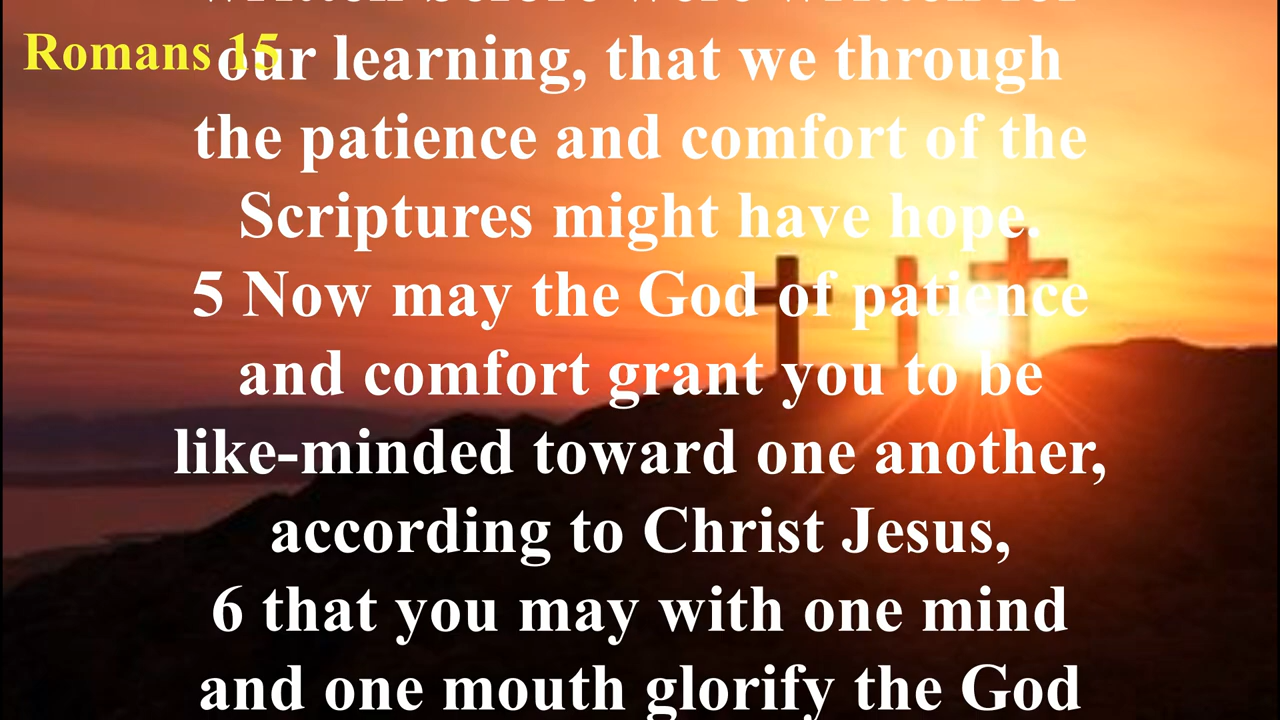 written before were written for
Romans 15
our learning, that we through
the patience and comfort of the
Scriptures might have hope.
5 Now may the God of patience
and comfort grant you to be
like-minded toward one another,
according to Christ Jesus,
6 that you may with one mind
and one mouth glorify the God